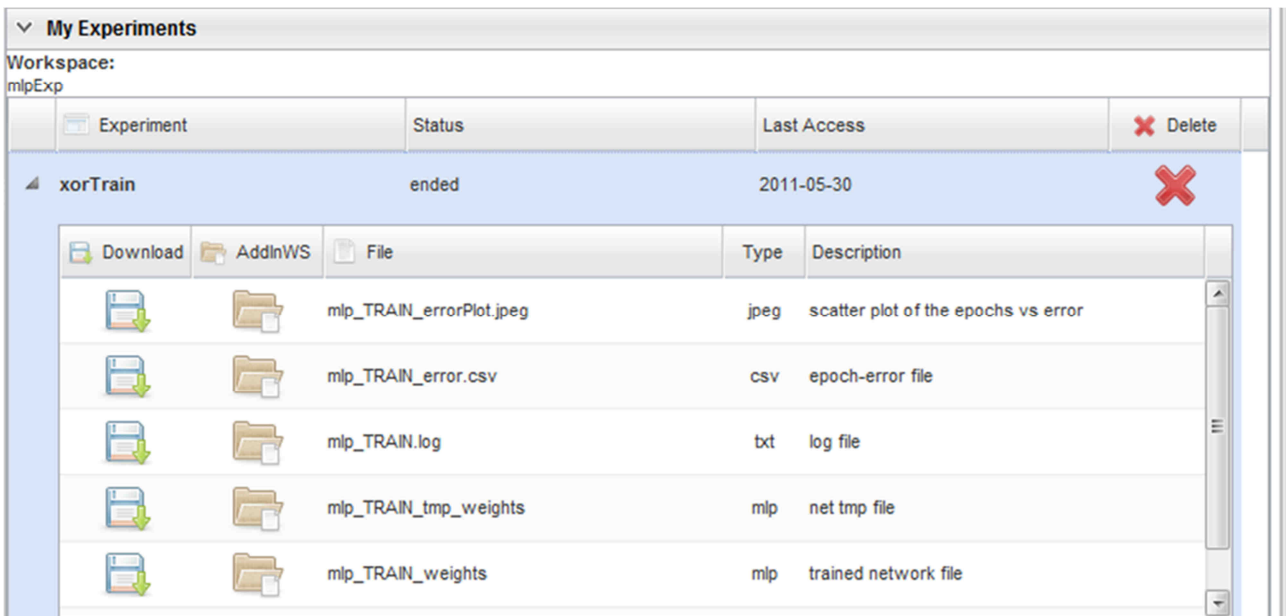 My Experiments
Workspace:
mlpExp
Experiment Status Last Access Delete
xorTrain ended 2011-05-30
Download AddInWS File Type Description
mlp_TRAIN_errorPlot.jpeg jpeg scatter plot of the epochs vs error
mlp_TRAIN_error.csv csv epoch-error file
mlp_TRAIN.log txt log file
mlp_TRAIN_tmp_weights mlp net tmp file
mlp_TRAIN_weights mlp trained network file